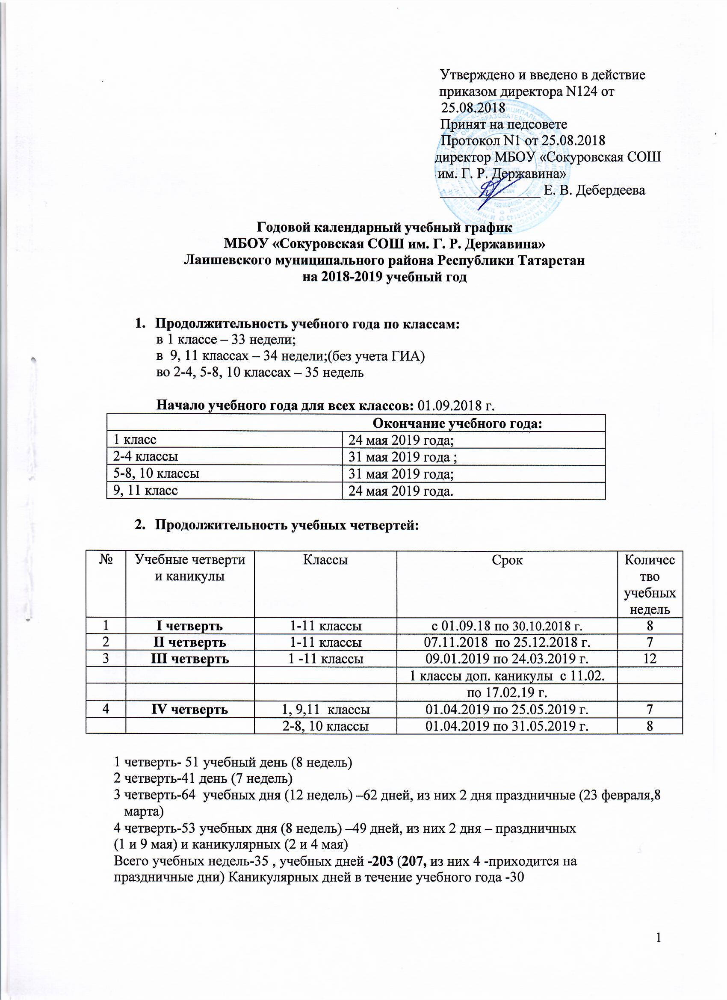 Утверждено и введено в действие
приказом директора N124 от
25.08.2018
Принят на педсовете
Протокол N1 от 25.08.2018
директор МБОУ «Сокуровская СОШ
им. Г. Р. Державина»
Е. В. Дебердеева
Годовой календарный учебный график
МБОУ «Сокуровская СОШ им. Г. Р. Державина»
Лаишевского муниципального района Республики Татарстан
на 2018-2019 учебный год
1. Продолжительность учебного года по классам:
в 1 классе – 33 недели;
в 9, 11 классах – 34 недели;(без учета ГИА)
во 2-4, 5-8, 10 классах – 35 недель
Начало учебного года для всех классов: 01.09.2018 г.
Окончание учебного года:
1 класс 24 мая 2019 года;
2-4 классы 31 мая 2019 года ;
5-8, 10 классы 31 мая 2019 года;
9, 11 класс 24 мая 2019 года.
2. Продолжительность учебных четвертей:
№ Учебные четверти Классы Срок Количес
и каникулы тво
учебных
недель
1 I четверть 1-11 классы с 01.09.18 по 30.10.2018 г. 8
2 II четверть 1-11 классы 07.11.2018 по 25.12.2018 г. 7
3 III четверть 1 -11 классы 09.01.2019 по 24.03.2019 г. 12
1 классы доп. каникулы с 11.02.
по 17.02.19 г.
4 IV четверть 1, 9,11 классы 01.04.2019 по 25.05.2019 г. 7
2-8, 10 классы 01.04.2019 по 31.05.2019 г. 8
1 четверть- 51 учебный день (8 недель)
2 четверть-41 день (7 недель)
3 четверть-64 учебных дня (12 недель) –62 дней, из них 2 дня праздничные (23 февраля,8
марта)
4 четверть-53 учебных дня (8 недель) –49 дней, из них 2 дня – праздничных
(1 и 9 мая) и каникулярных (2 и 4 мая)
Всего учебных недель-35 , учебных дней -203 (207, из них 4 -приходится на
праздничные дни) Каникулярных дней в течение учебного года -30
1